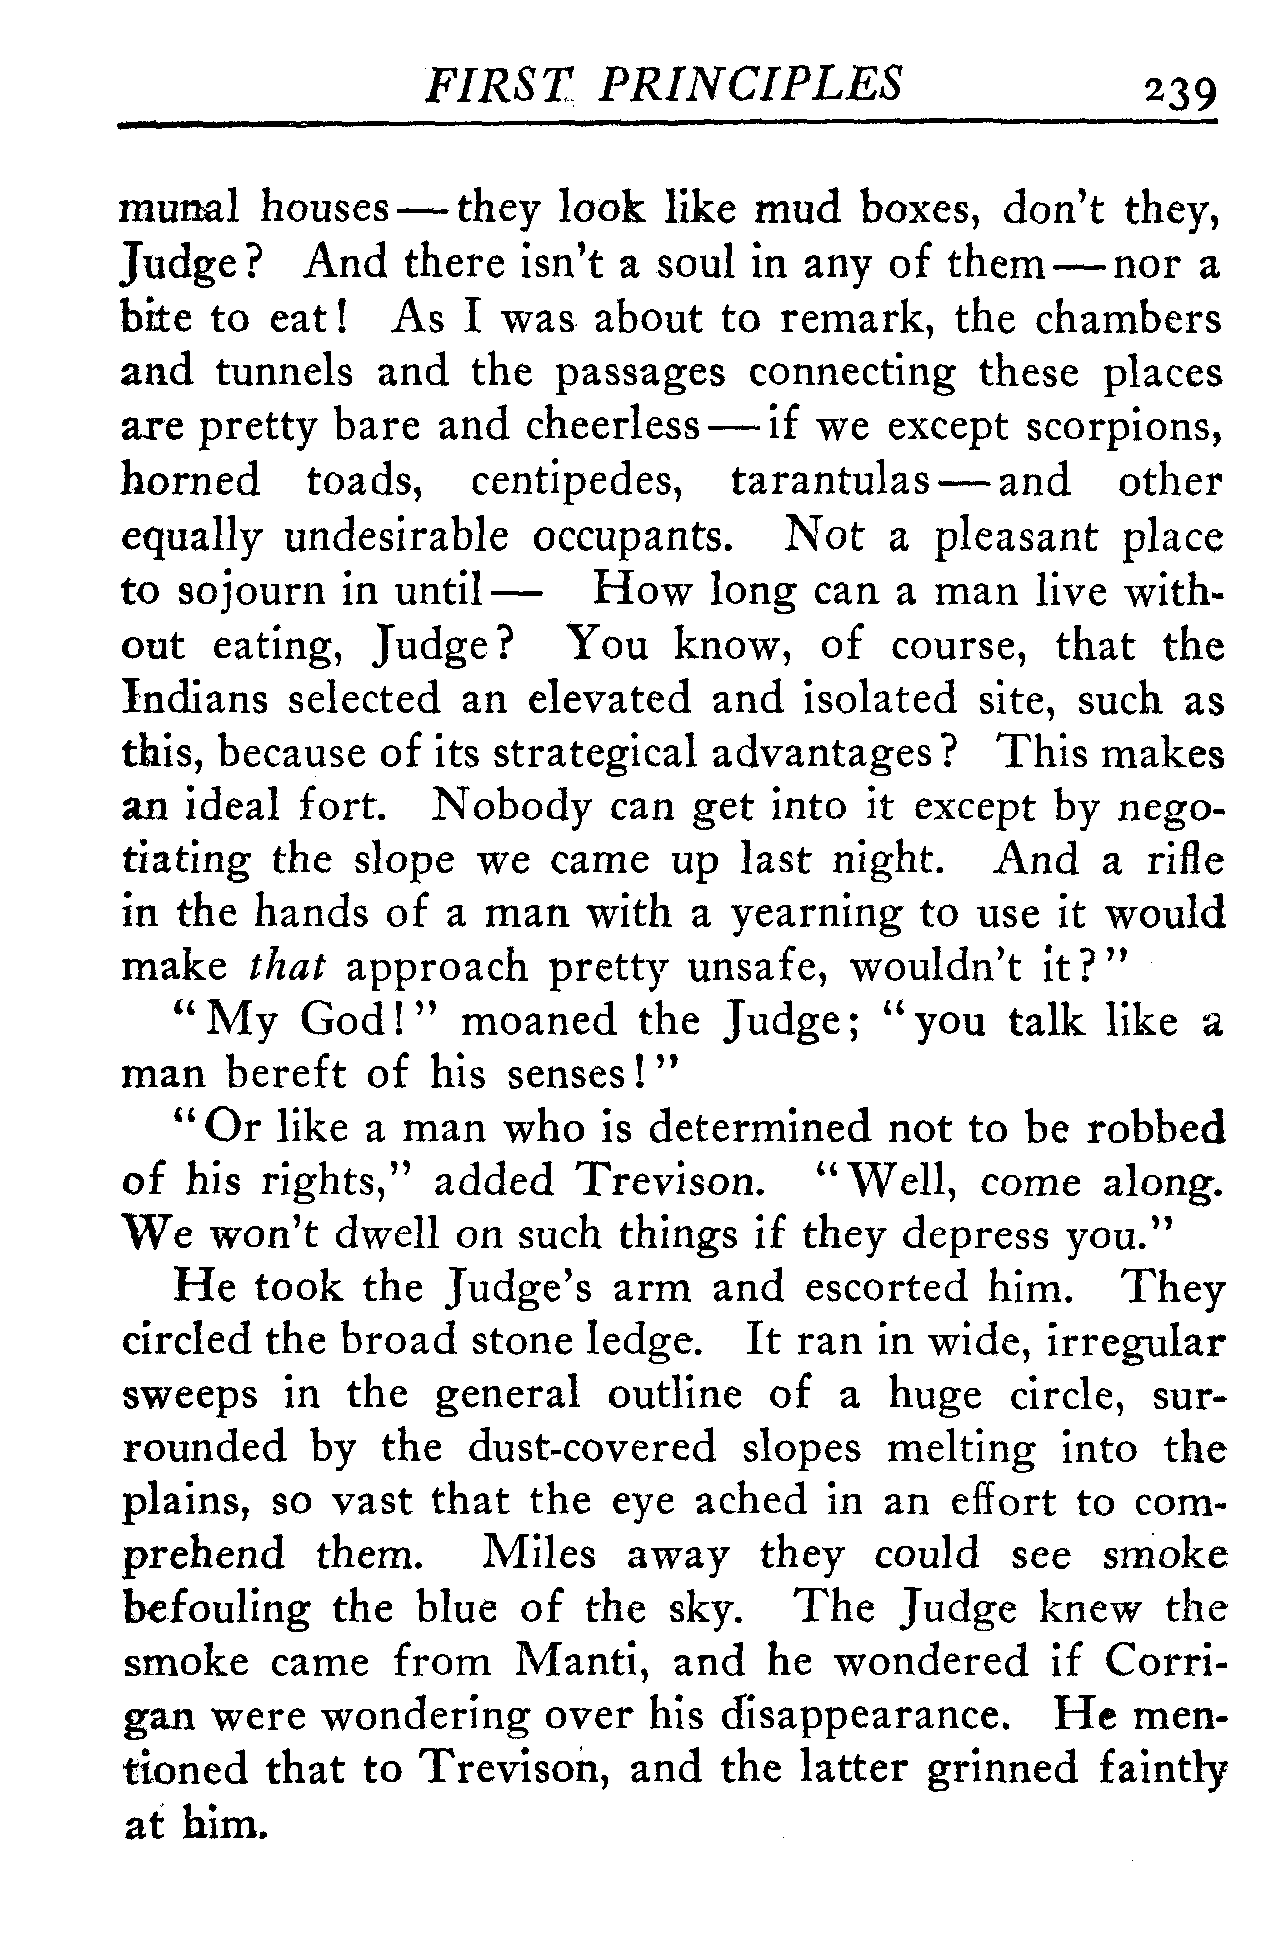 FIRST PRINCIPLES 239
munal houses—they look like mud boxes, don't they,
Judge? And there isn't a soul in any of them—nor a
bite to eat! As I was about to remark, the chambers
and tunnels and the passages connecting these places
are pretty bare and cheerless—if we except scorpions,
horned toads, centipedes, tarantulas—and other
equally undesirable occupants. Not a pleasant place
to sojourn in until— How long can a man live with-
out eating, Judge? You know, of course, that the
Indians selected an elevated and isolated site, such as
this, because of its strategical advantages? This makes
an ideal fort. Nobody can get into it except by nego-
tiating the slope we came up last night. And a rifle
in the hands of a man with a yearning to use it would
make that approach pretty unsafe, wouldn't it?"
"My God!" moaned the Judge; "you talk like a
man bereft of his senses!"
"Or like a man who is determined not to be robbed
of his rights," added Trevison. "Well, come along.
We won't dwell on such things if they depress you."
He took the Judge's arm and escorted him. They
circled the broad stone ledge. It ran in wide, irregular
sweeps in the general outline of a huge circle, sur-
rounded by the dust-covered slopes melting into the
plains, so vast that the eye ached in an effort to com-
prehend them. Miles away they could see smoke
befouling the blue of the sky. The Judge knew the
smoke came from Manti, and he wondered if Corri-
gan were wondering over his disappearance. He men-
tioned that to Trevison, and the latter grinned faintly
at him.